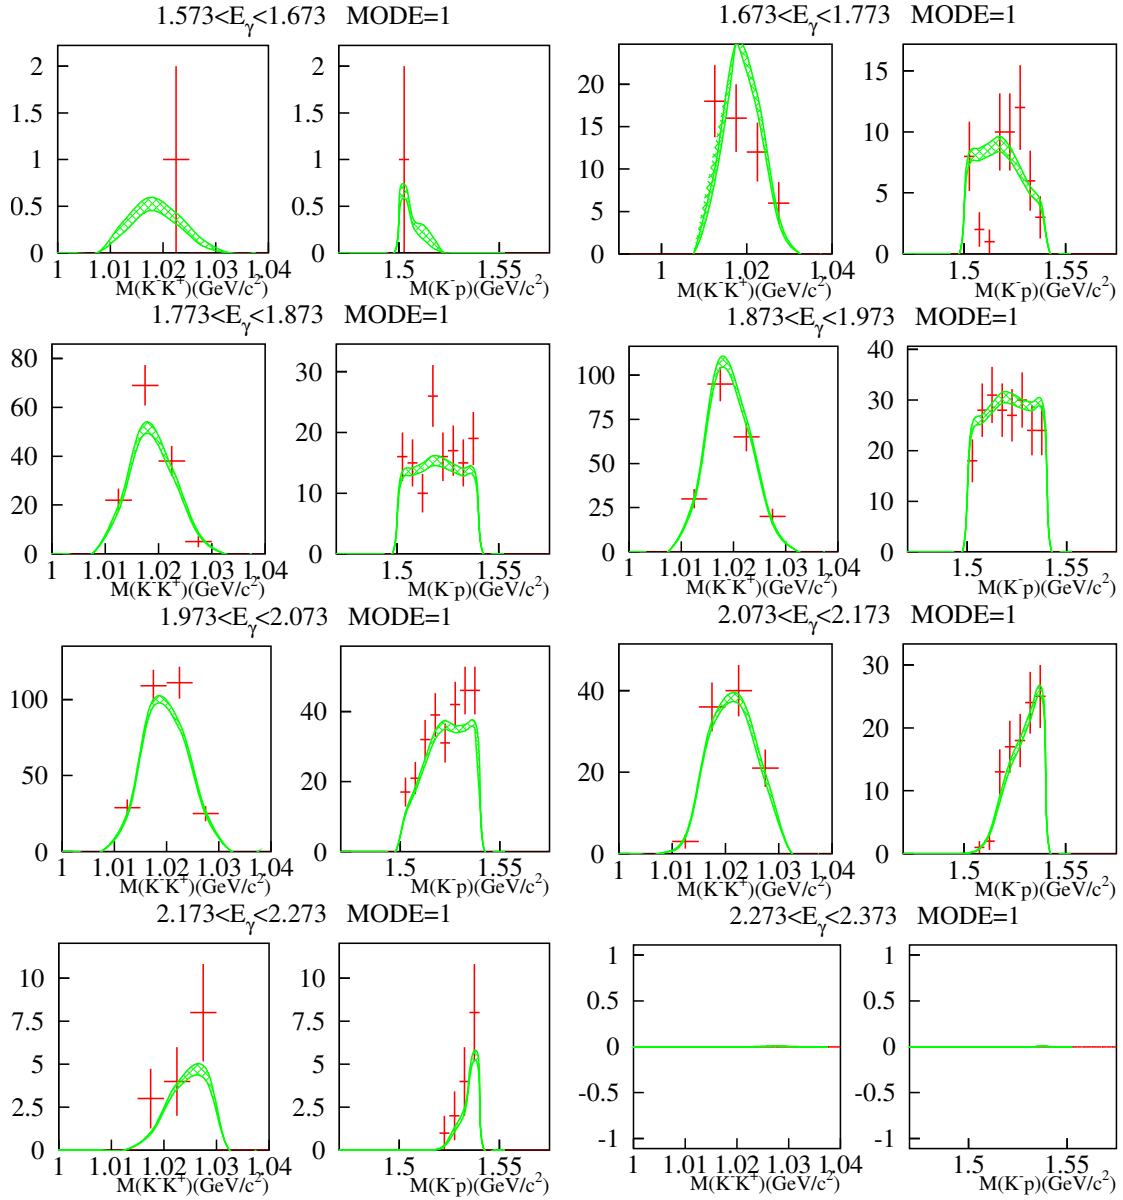 1.573<Eγ<1.673 MODE=1
2
1.5
1
0.5
0
1 1.01 1.02 1.03 1.04
M(K⁻K⁺)(GeV/c²)
2
1.5
1
0.5
0
1.5 1.55
M(K⁻p)(GeV/c²)
1.673<Eγ<1.773 MODE=1
20
15
10
5
0
1 1.02 1.04
M(K⁻K⁺)(GeV/c²)
15
10
5
0
1.5 1.55
M(K⁻p)(GeV/c²)
1.773<Eγ<1.873 MODE=1
80
60
40
20
0
1 1.01 1.02 1.03 1.04
M(K⁻K⁺)(GeV/c²)
30
20
10
0
1.5 1.55
M(K⁻p)(GeV/c²)
1.873<Eγ<1.973 MODE=1
100
75
50
25
0
1 1.01 1.02 1.03 1.04
M(K⁻K⁺)(GeV/c²)
40
30
20
10
0
1.5 1.55
M(K⁻p)(GeV/c²)
1.973<Eγ<2.073 MODE=1
100
50
0
1 1.01 1.02 1.03 1.04
M(K⁻K⁺)(GeV/c²)
40
20
0
1.5 1.55
M(K⁻p)(GeV/c²)
2.073<Eγ<2.173 MODE=1
40
20
0
1 1.01 1.02 1.03 1.04
M(K⁻K⁺)(GeV/c²)
30
20
10
0
1.5 1.55
M(K⁻p)(GeV/c²)
2.173<Eγ<2.273 MODE=1
10
7.5
5
2.5
0
1 1.01 1.02 1.03 1.04
M(K⁻K⁺)(GeV/c²)
10
7.5
5
2.5
0
1.5 1.55
M(K⁻p)(GeV/c²)
2.273<Eγ<2.373 MODE=1
1
0.5
0
-0.5
-1
1 1.01 1.02 1.03 1.04
M(K⁻K⁺)(GeV/c²)
1
0.5
0
-0.5
-1
1.5 1.55
M(K⁻p)(GeV/c²)